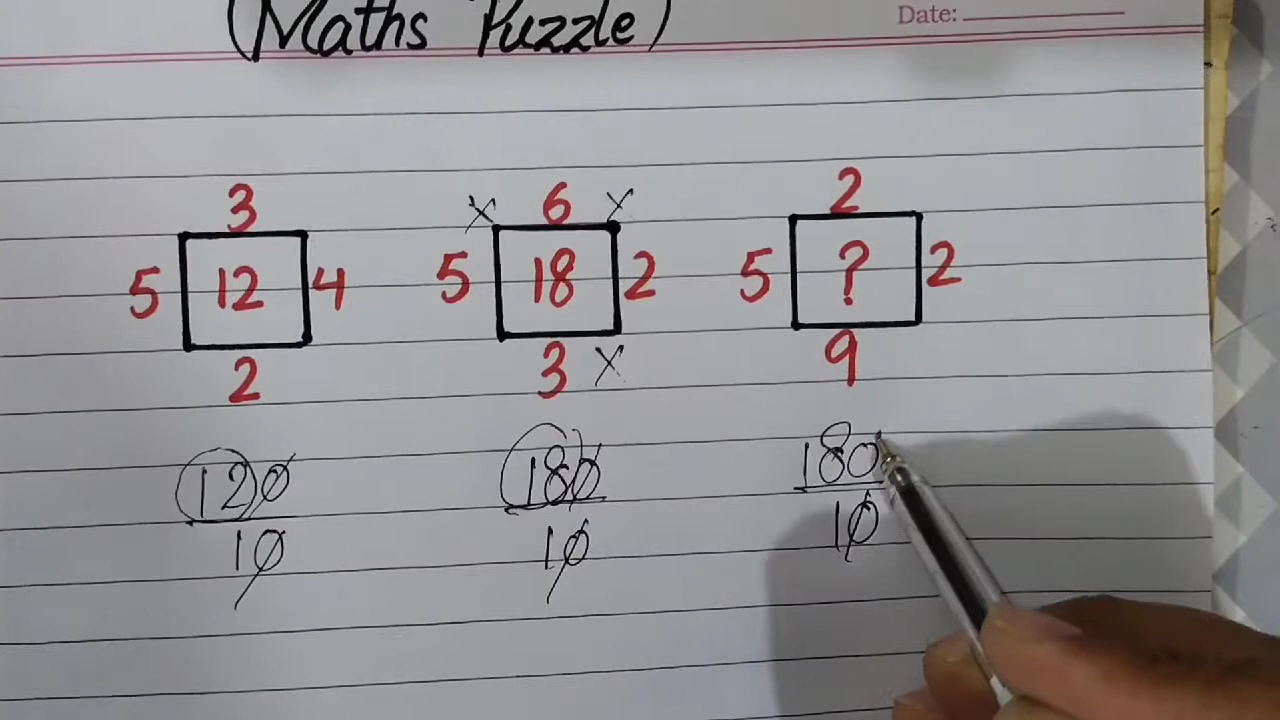 (Maths Puzzle)
Date:
3 x 6 x 2
5 12 4 5 18 2 5 ? 2
2 3 x 9
120 180 180
10 10 10